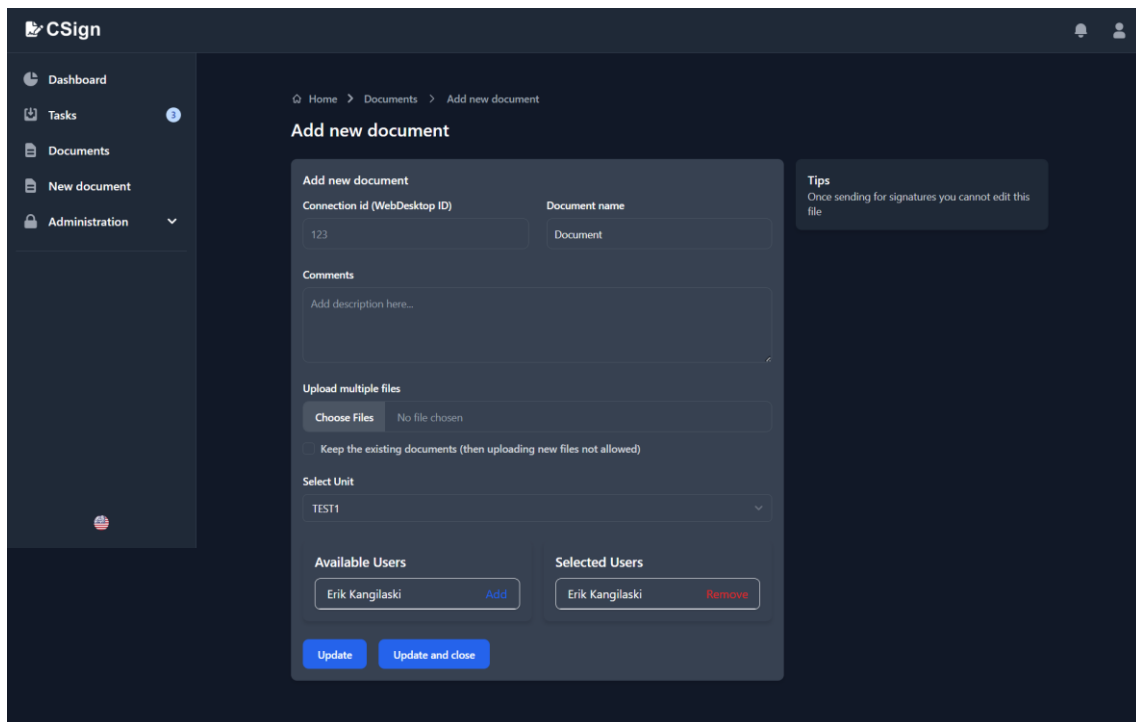 CSign
Dashboard
Tasks 3
Documents
New document
Administration
Home > Documents > Add new document
Add new document
Add new document
Connection id (WebDesktop ID) Document name
123 Document
Comments
Add description here...
Upload multiple files
Choose Files No file chosen
Keep the existing documents (then uploading new files not allowed)
Select Unit
TEST1
Available Users Selected Users
Erik Kangilaski Add Erik Kangilaski Remove
Update Update and close
Tips
Once sending for signatures you cannot edit this
file